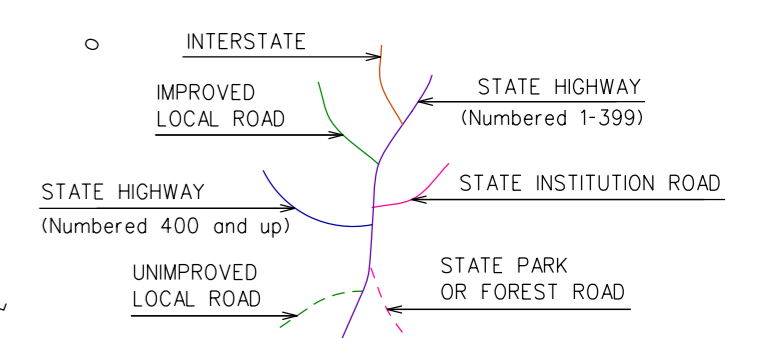 INTERSTATE
STATE HIGHWAY
(Numbered 1-399)
IMPROVED
LOCAL ROAD
STATE INSTITUTION ROAD
STATE HIGHWAY
(Numbered 400 and up)
UNIMPROVED
LOCAL ROAD
STATE PARK
OR FOREST ROAD